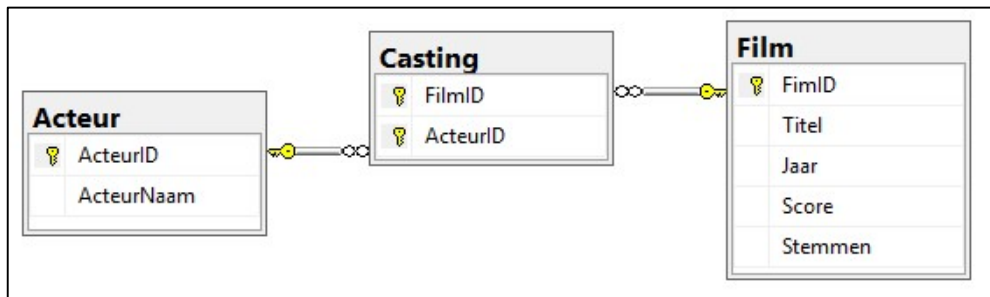 Acteur
ActeurID
ActeurNaam
Casting
FilmID
ActeurID
Film
FimID
Titel
Jaar
Score
Stemmen